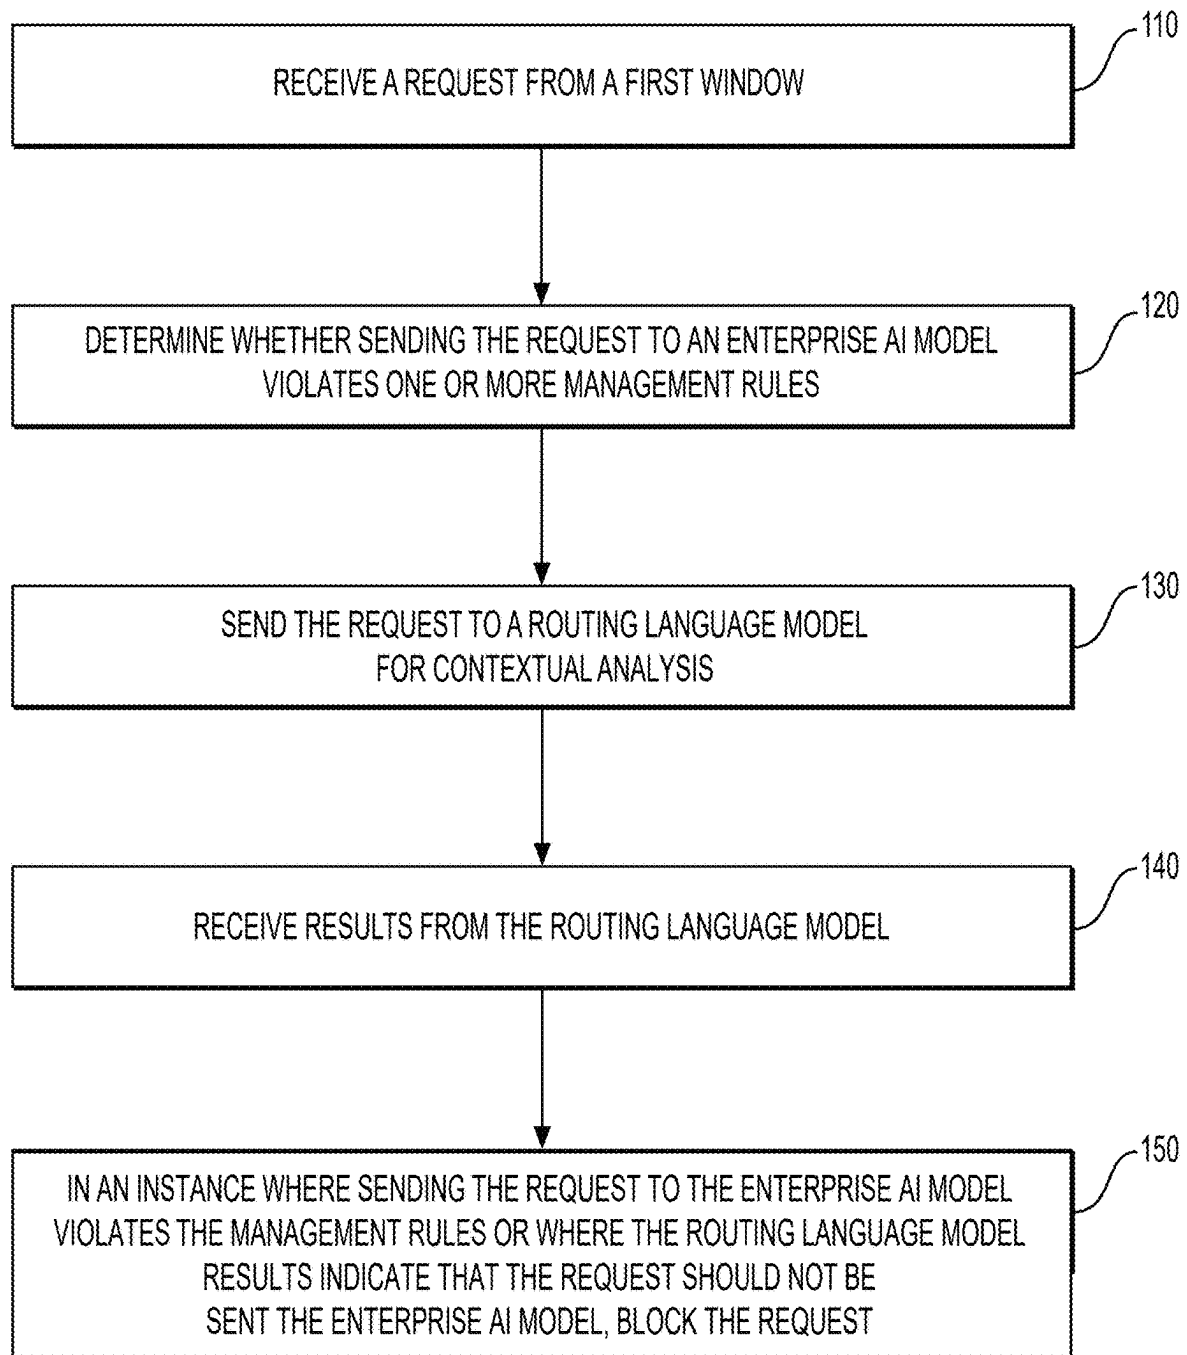 110
RECEIVE A REQUEST FROM A FIRST WINDOW
120
DETERMINE WHETHER SENDING THE REQUEST TO AN ENTERPRISE AI MODEL
VIOLATES ONE OR MORE MANAGEMENT RULES
130
SEND THE REQUEST TO A ROUTING LANGUAGE MODEL
FOR CONTEXTUAL ANALYSIS
140
RECEIVE RESULTS FROM THE ROUTING LANGUAGE MODEL
150
IN AN INSTANCE WHERE SENDING THE REQUEST TO THE ENTERPRISE AI MODEL
VIOLATES THE MANAGEMENT RULES OR WHERE THE ROUTING LANGUAGE MODEL
RESULTS INDICATE THAT THE REQUEST SHOULD NOT BE
SENT THE ENTERPRISE AI MODEL, BLOCK THE REQUEST